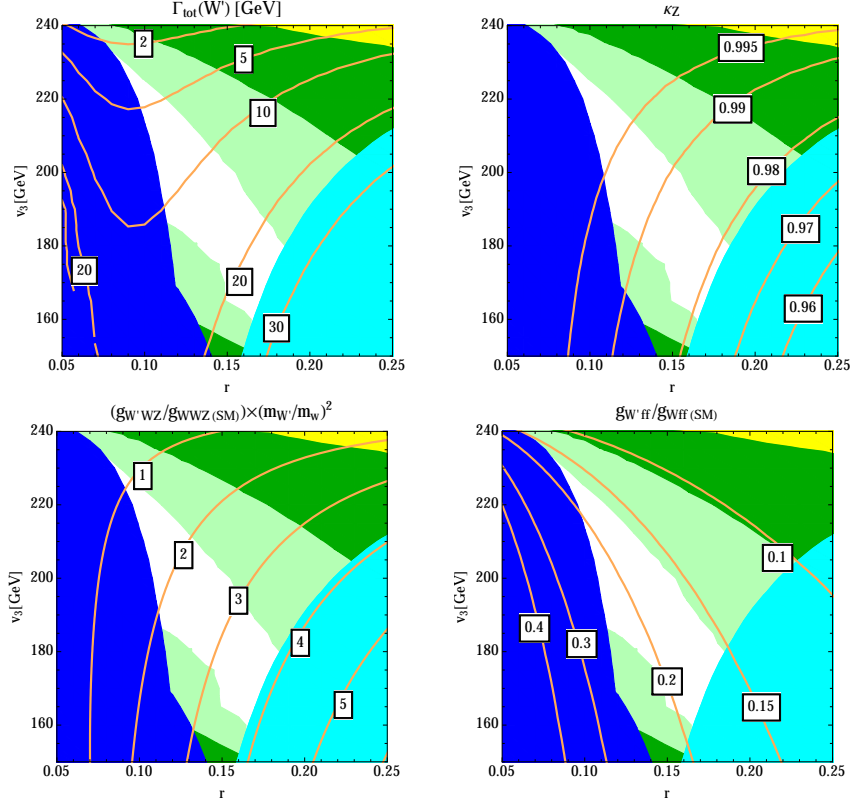 Γtot(W') [GeV]
240
220
200
180
160
v3[GeV]
2
5
10
20
20
30
0.05 0.10 0.15 0.20 0.25
r
κZ
240
220
200
180
160
v3[GeV]
0.995
0.99
0.98
0.97
0.96
0.05 0.10 0.15 0.20 0.25
r
(gW'WZ/gWWZ(SM))×(mW'/mw)2
240
220
200
180
160
v3[GeV]
1
2
3
4
5
0.05 0.10 0.15 0.20 0.25
r
gW'ff/gWff(SM)
240
220
200
180
160
v3[GeV]
0.1
0.4
0.3
0.2
0.15
0.05 0.10 0.15 0.20 0.25
r